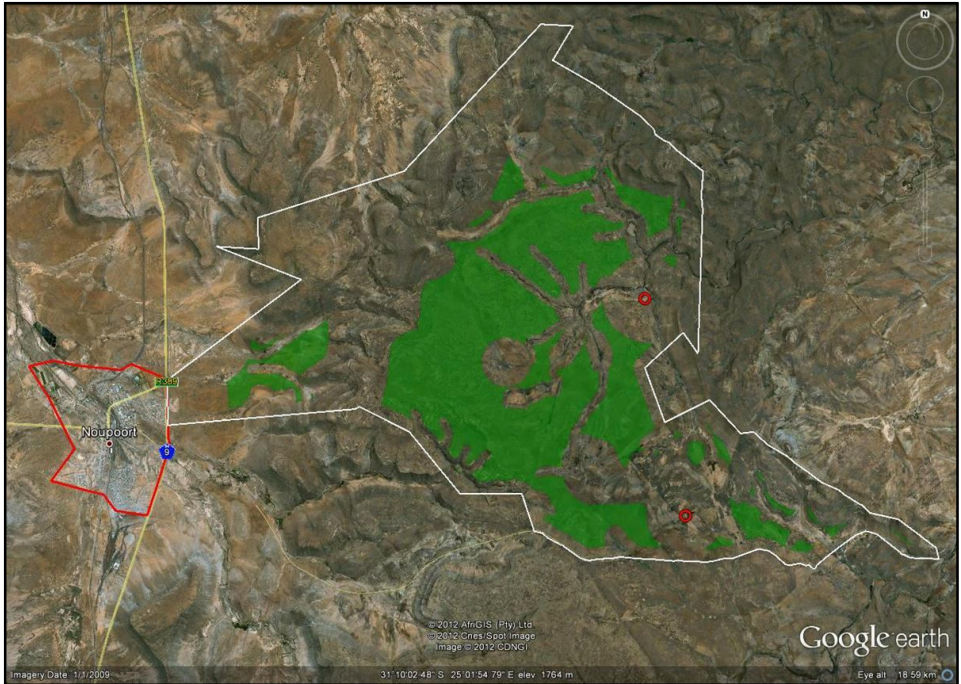 N
R389
Noupoort
9
© 2012 AfriGIS (Pty) Ltd
© 2012 Cnes/Spot Image
Image © 2012 CDNGI
Google earth
Imagery Date: 1/1/2009
31°10'02.48" S 25°01'54.79" E elev 1764 m
Eye alt 18.59 km